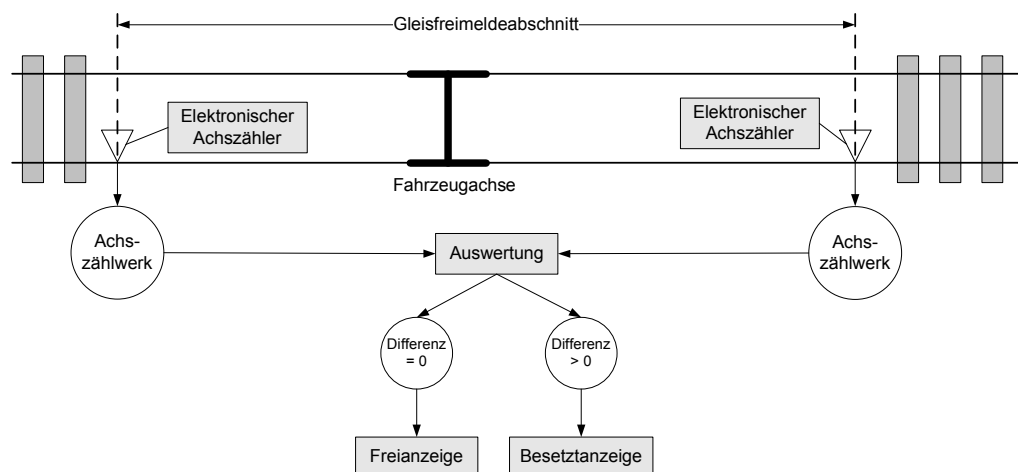 Gleisfreimeldeabschnitt
Elektronischer
Achszähler
Elektronischer
Achszähler
Fahrzeugachse
Achs-
zählwerk
Auswertung
Achs-
zählwerk
Differenz
= 0
Differenz
> 0
Freianzeige
Besetztanzeige